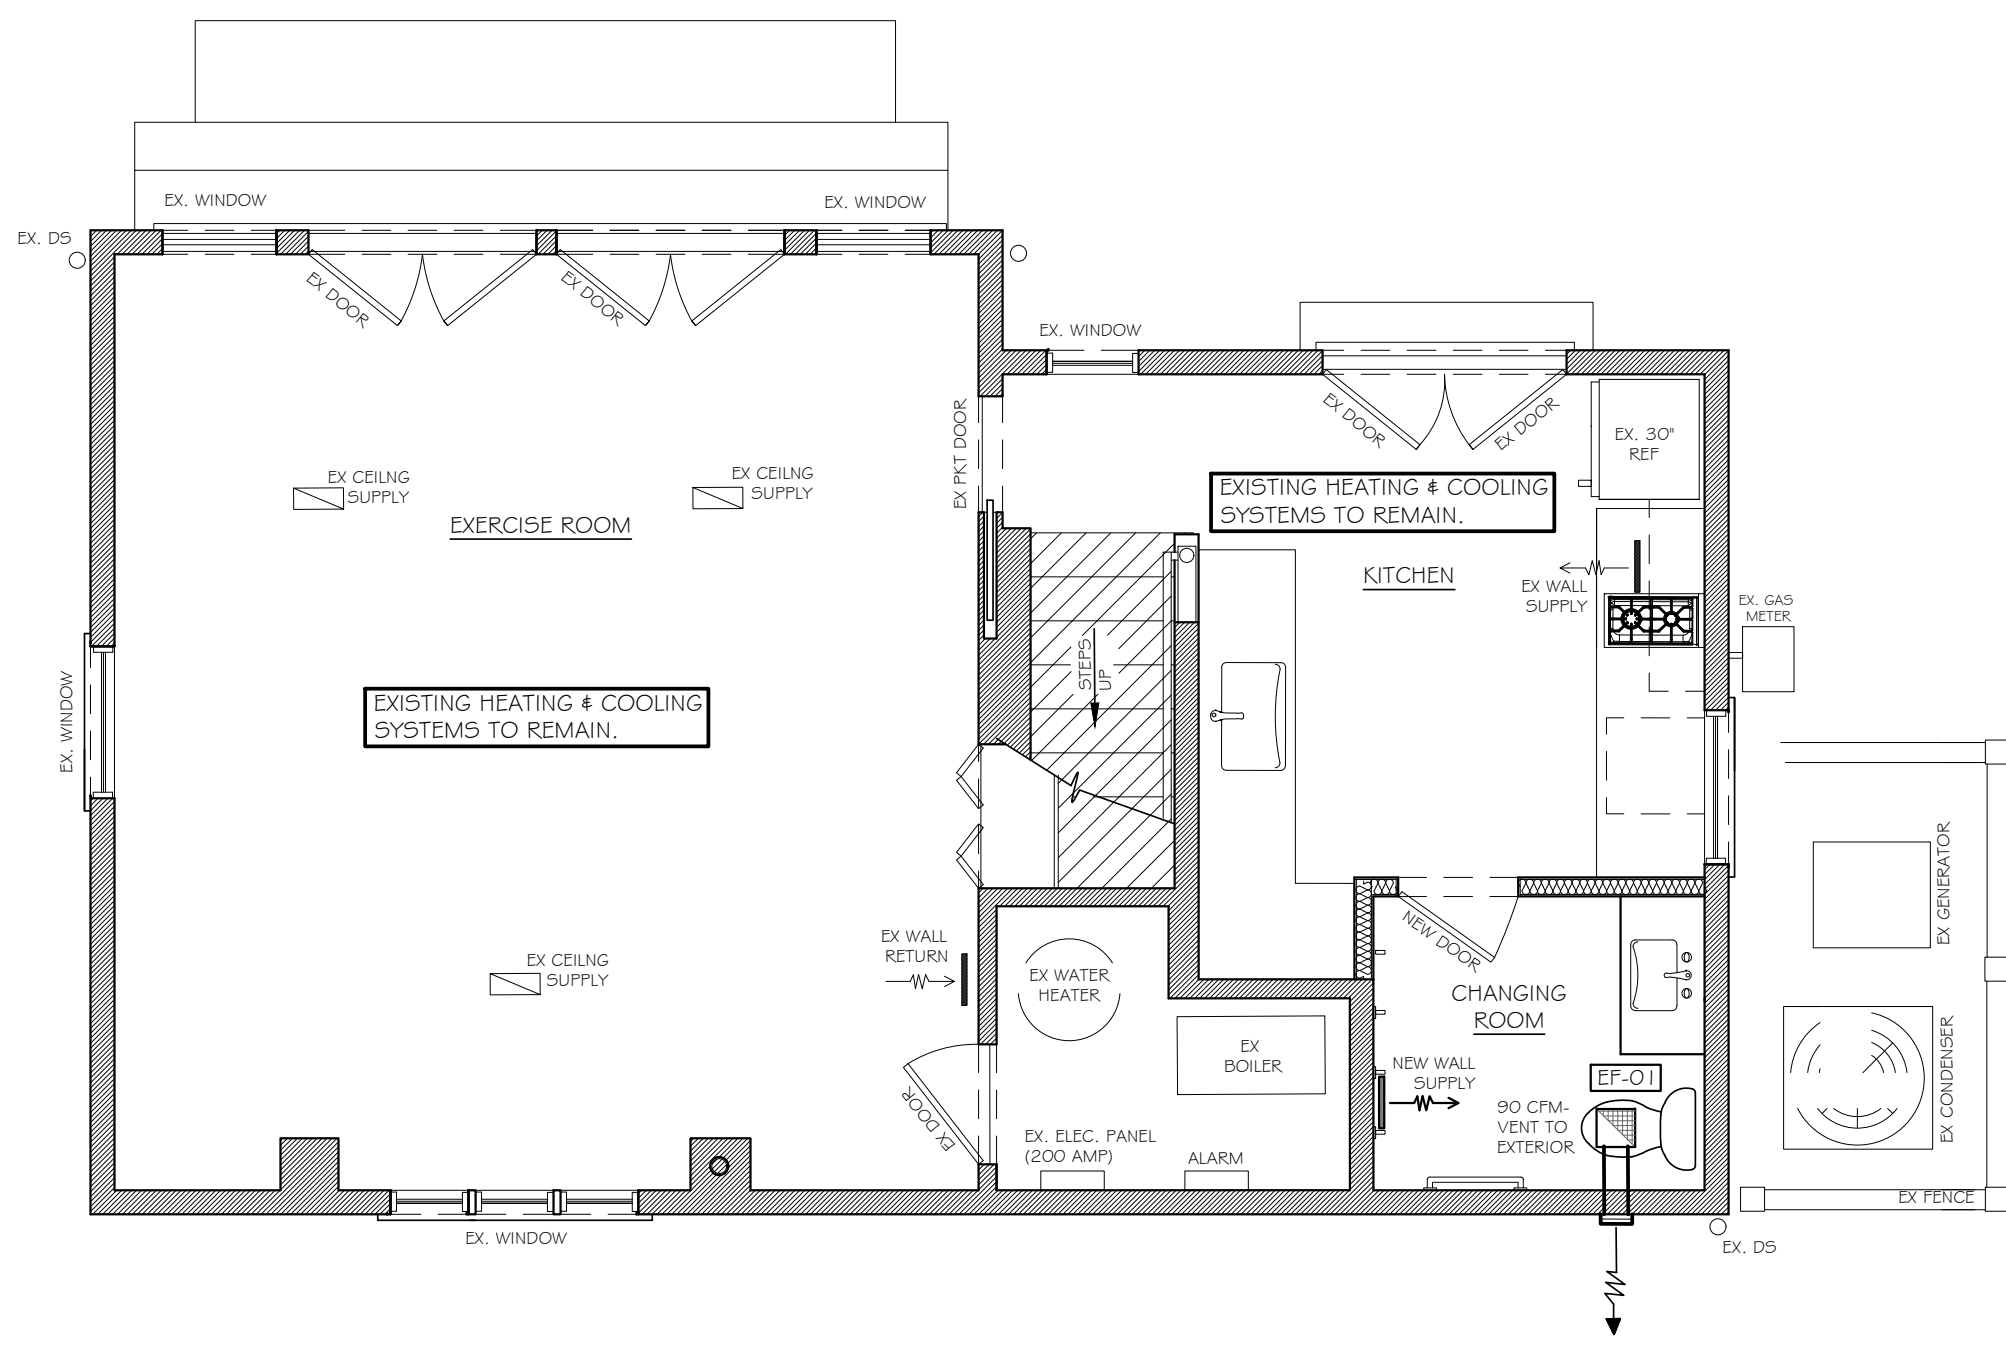 EX. WINDOW
EX. WINDOW
EX. DS
EX DOOR
EX DOOR
EX. WINDOW
EX DOOR
EX DOOR
EX PKT DOOR
EX. 30"
REF
EX CEILNG
SUPPLY
EX CEILNG
SUPPLY
EXERCISE ROOM
EXISTING HEATING & COOLING
SYSTEMS TO REMAIN.
KITCHEN
EX WALL
SUPPLY
EX. GAS
METER
STEPS
UP
EX. WINDOW
EXISTING HEATING & COOLING
SYSTEMS TO REMAIN.
EX GENERATOR
NEW DOOR
EX WALL
RETURN
EX CEILNG
SUPPLY
EX WATER
HEATER
CHANGING
ROOM
EX
BOILER
NEW WALL
SUPPLY
EF-01
90 CFM-
VENT TO
EXTERIOR
EX CONDENSER
EX DOOR
EX DOOR
EX. ELEC. PANEL
(200 AMP)
ALARM
EX FENCE
EX. WINDOW
EX. DS